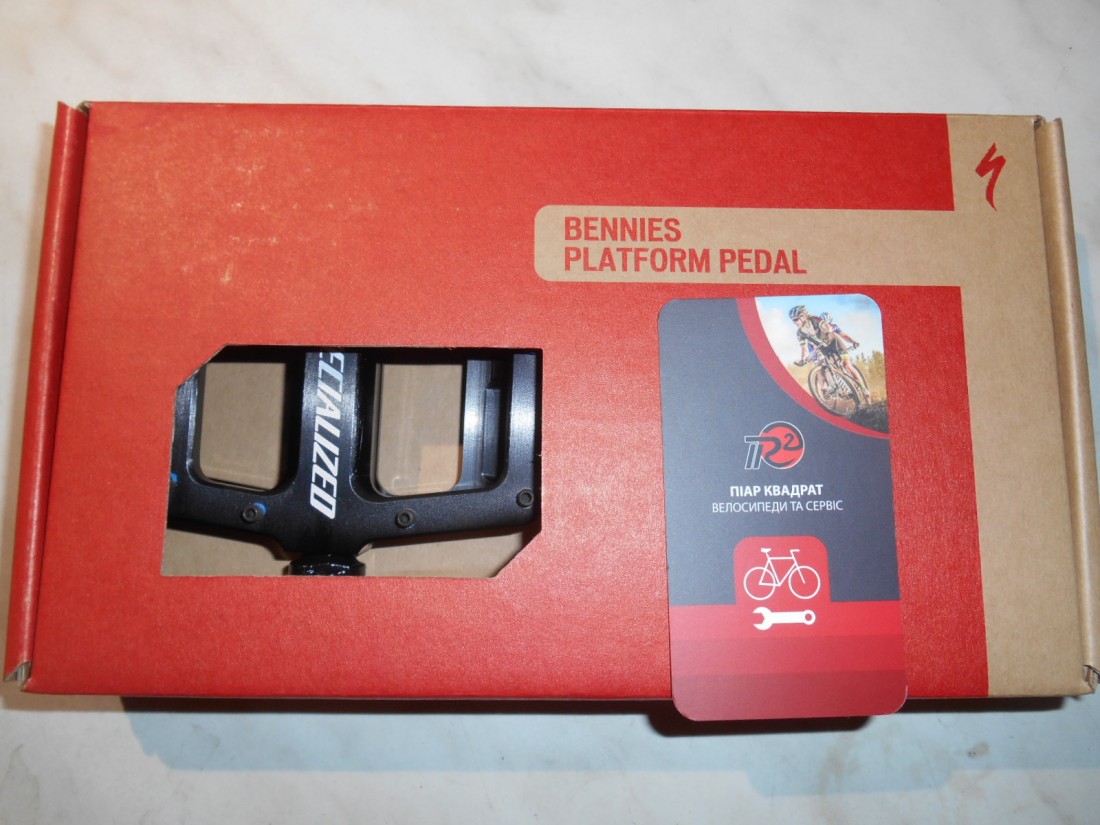 BENNIES
PLATFORM PEDAL
ECIALIZED
ПІАР КВАДРАТ
ВЕЛОСИПЕДИ ТА СЕРВІС